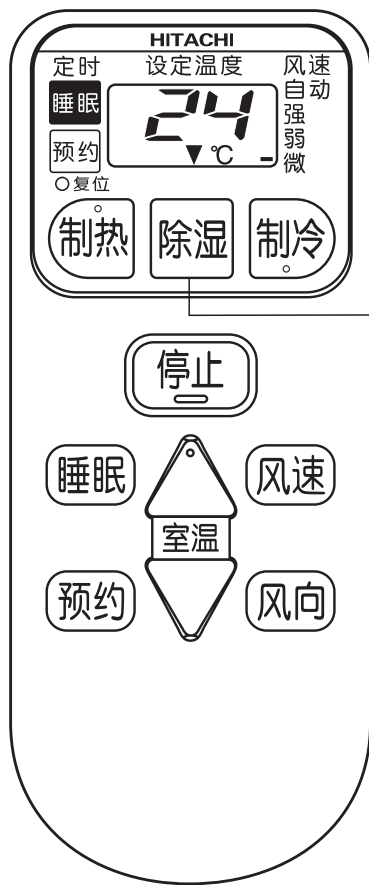 HITACHI
定时 设定温度 风速
睡眠 24 自动
强
预约 ▼ ℃ 弱
微
复位
制热 除湿 制冷
停止
睡眠 风速
室温
预约 风向